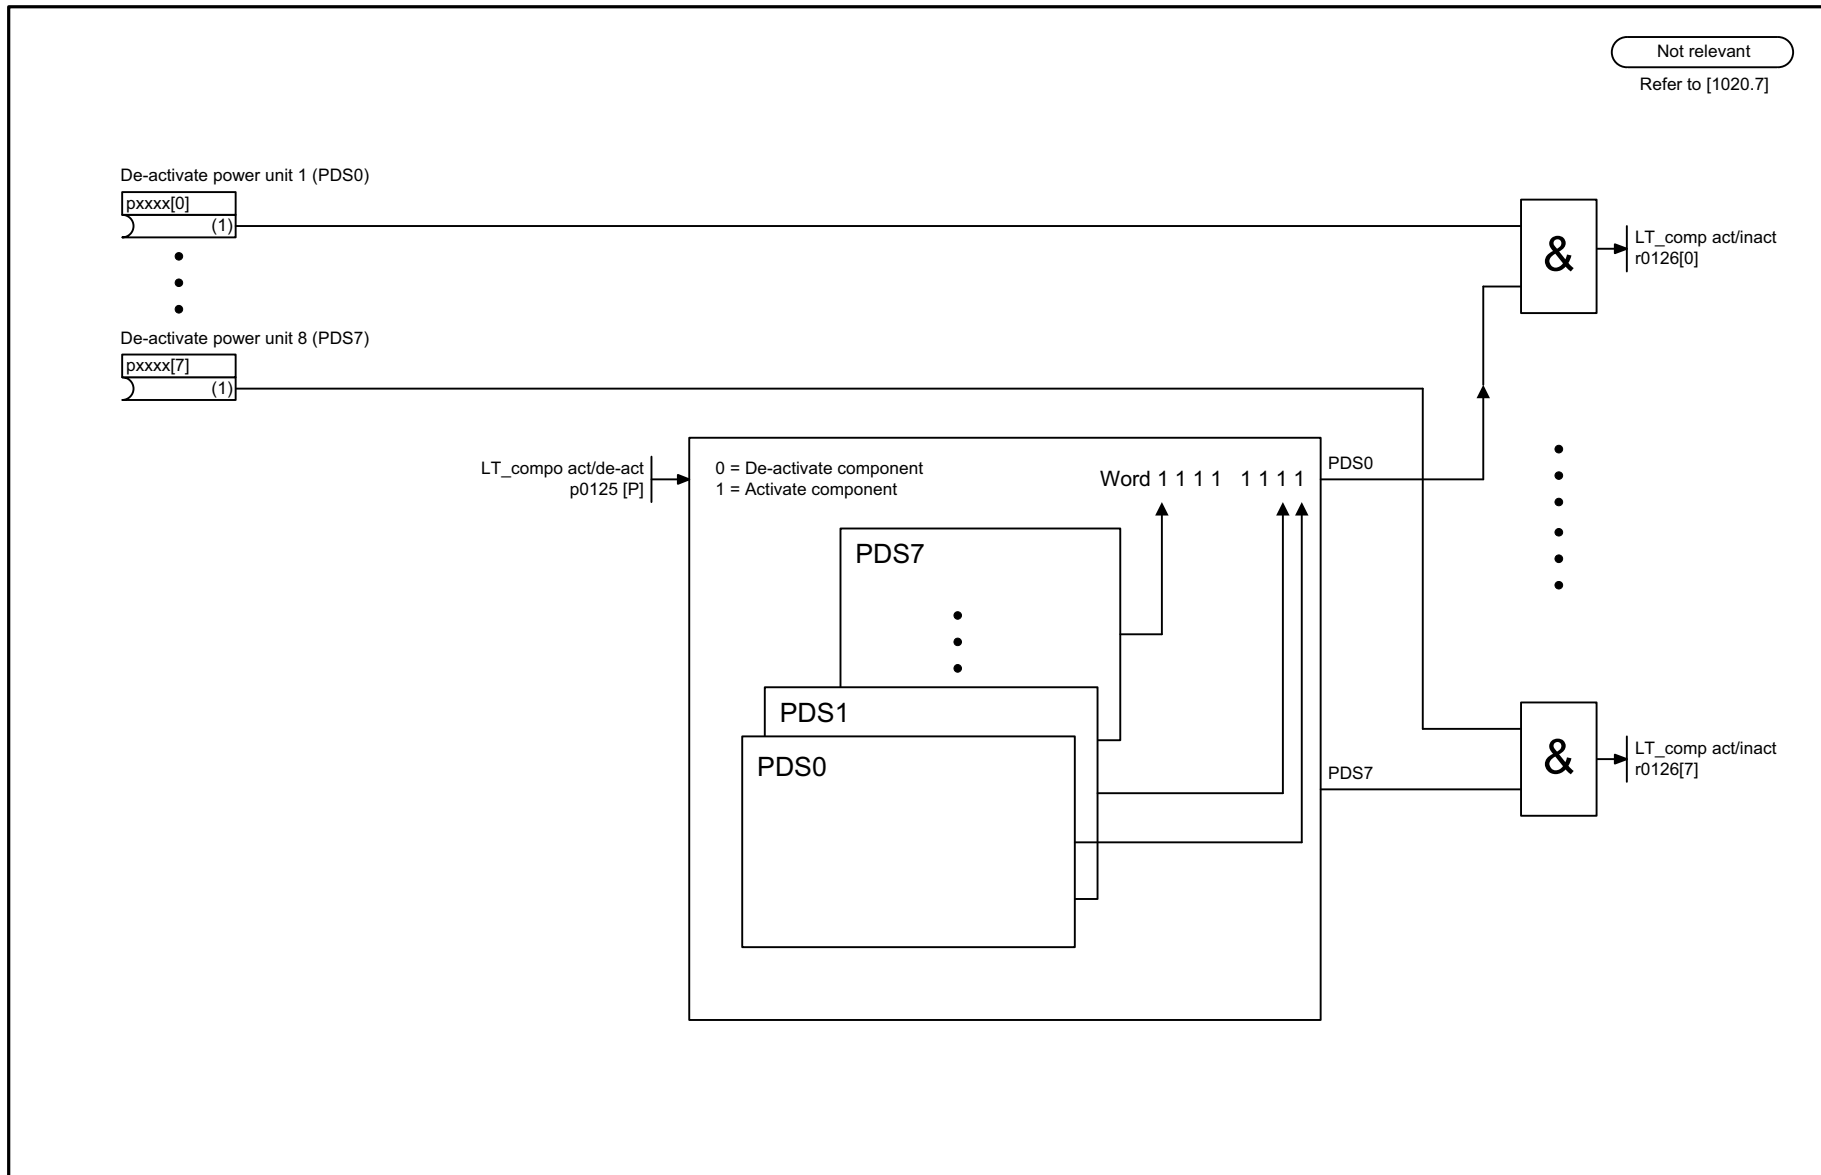 Not relevant
Refer to [1020.7]
De-activate power unit 1 (PDS0)
pxxxx[0]
(1)
&
LT_comp act/inact
r0126[0]
De-activate power unit 8 (PDS7)
pxxxx[7]
(1)
LT_compo act/de-act
p0125 [P]
0 = De-activate component
1 = Activate component
Word 1 1 1 1 1 1 1 1
PDS0
PDS7
PDS1
PDS0
PDS7
&
LT_comp act/inact
r0126[7]